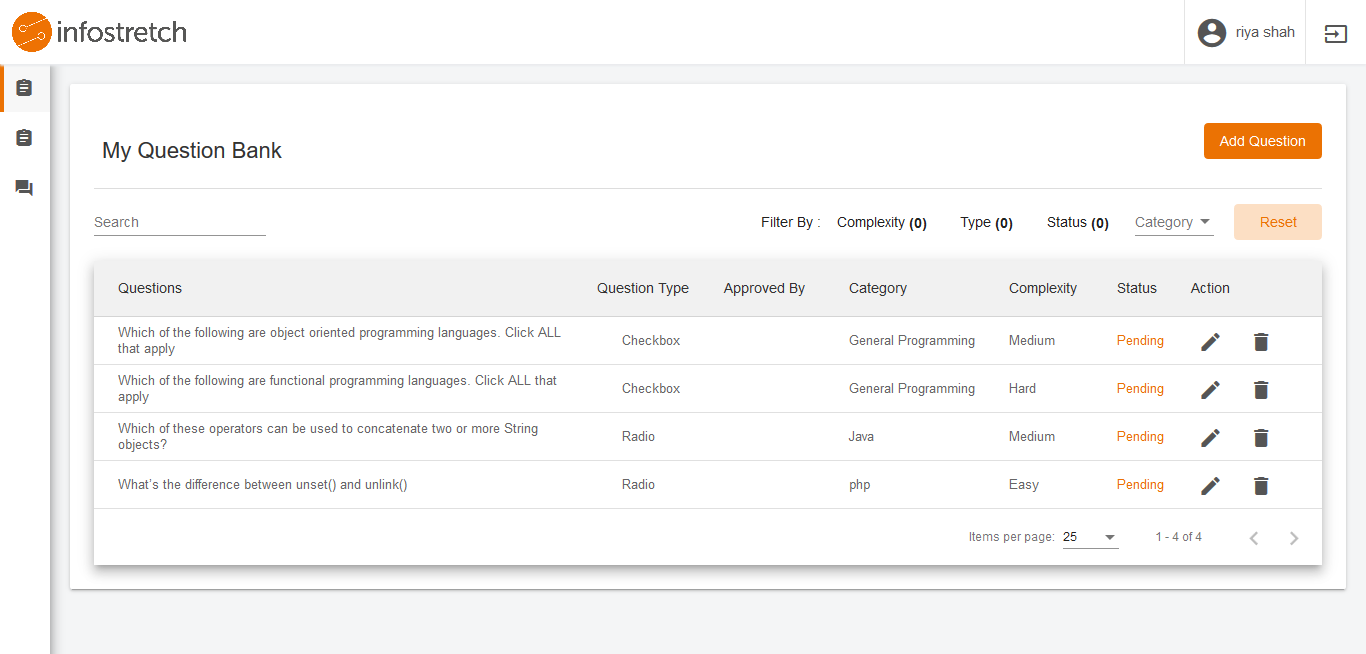 infostretch
riya shah
My Question Bank
Add Question
Search
Filter By : Complexity (0) Type (0) Status (0) Category Reset
Questions Question Type Approved By Category Complexity Status Action
Which of the following are object oriented programming languages. Click ALL
that apply
Checkbox General Programming Medium Pending
Which of the following are functional programming languages. Click ALL that
apply
Checkbox General Programming Hard Pending
Which of these operators can be used to concatenate two or more String
objects?
Radio Java Medium Pending
What's the difference between unset() and unlink() Radio php Easy Pending
Items per page: 25 1 - 4 of 4